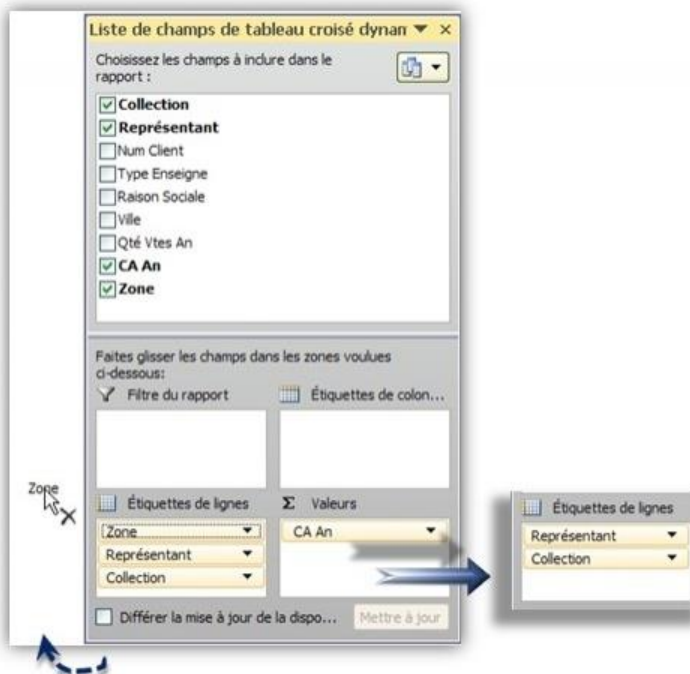 Liste de champs de tableau croisé dynan
Choisissez les champs à inclure dans le
rapport :
Collection
Représentant
Num Client
Type Enseigne
Raison Sociale
Ville
Qté Vtes An
CA An
Zone
Faites glisser les champs dans les zones voulues
ci-dessous:
Filtre du rapport
Étiquettes de colon...
Zone
Étiquettes de lignes
Σ Valeurs
Zone
Représentant
Collection
CA An
Différer la mise à jour de la dispo...
Mettre à jour
Étiquettes de lignes
Représentant
Collection